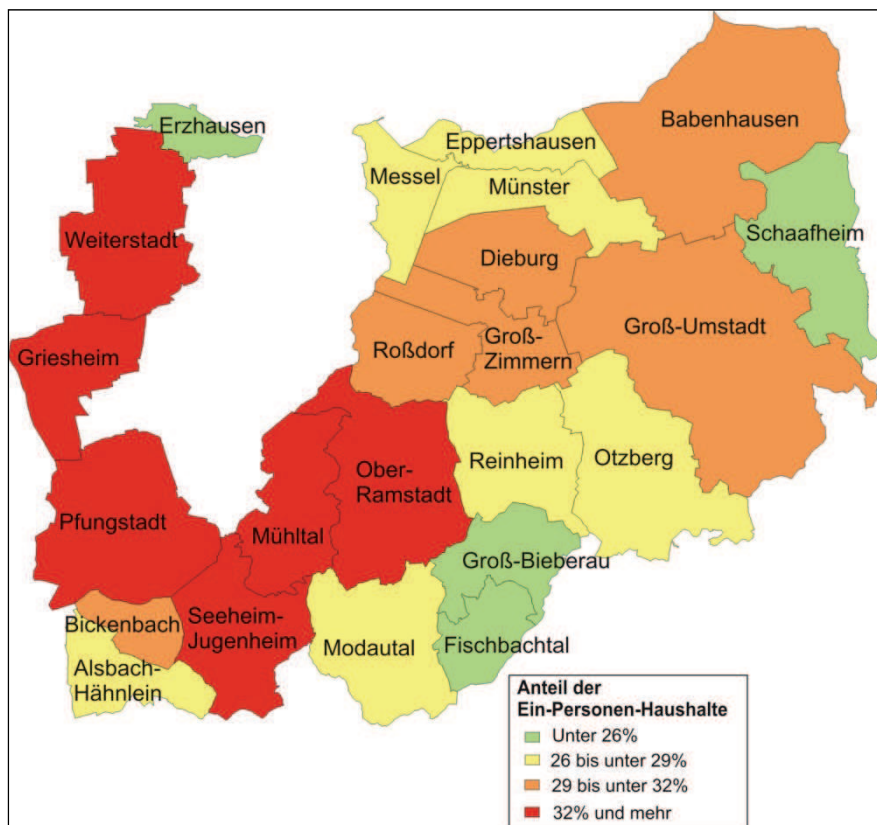 Erzhausen
Babenhausen
Eppertshausen
Messel
Münster
Weiterstadt
Schaafheim
Dieburg
Groß-Umstadt
Griesheim
Roßdorf
Groß-
Zimmern
Ober-
Ramstadt
Reinheim
Otzberg
Pfungstadt
Mühltal
Groß-Bieberau
Bickenbach
Seeheim-
Jugenheim
Modautal
Fischbachtal
Alsbach-
Hähnlein
Anteil der
Ein-Personen-Haushalte
Unter 26%
26 bis unter 29%
29 bis unter 32%
32% und mehr